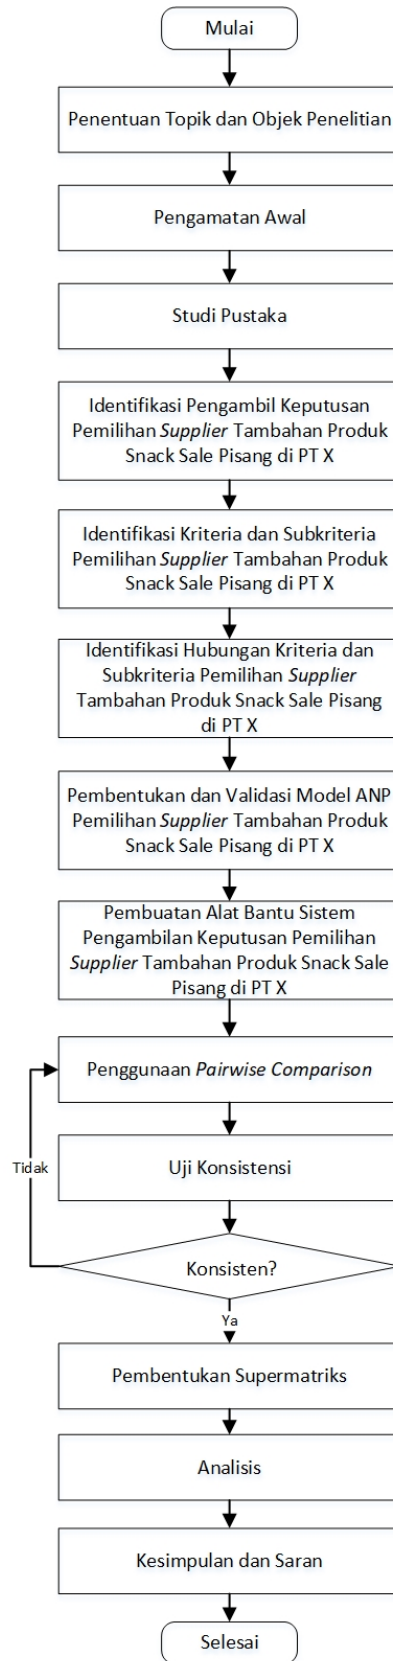 Mulai
Penentuan Topik dan Objek Penelitian
Pengamatan Awal
Studi Pustaka
Identifikasi Pengambil Keputusan
Pemilihan Supplier Tambahan Produk
Snack Sale Pisang di PT X
Identifikasi Kriteria dan Subkriteria
Pemilihan Supplier Tambahan Produk
Snack Sale Pisang di PT X
Identifikasi Hubungan Kriteria dan
Subkriteria Pemilihan Supplier
Tambahan Produk Snack Sale Pisang
di PT X
Pembentukan dan Validasi Model ANP
Pemilihan Supplier Tambahan Produk
Snack Sale Pisang di PT X
Pembuatan Alat Bantu Sistem
Pengambilan Keputusan Pemilihan
Supplier Tambahan Produk Snack Sale
Pisang di PT X
Penggunaan Pairwise Comparison
Tidak
Uji Konsistensi
Konsisten?
Ya
Pembentukan Supermatriks
Analisis
Kesimpulan dan Saran
Selesai